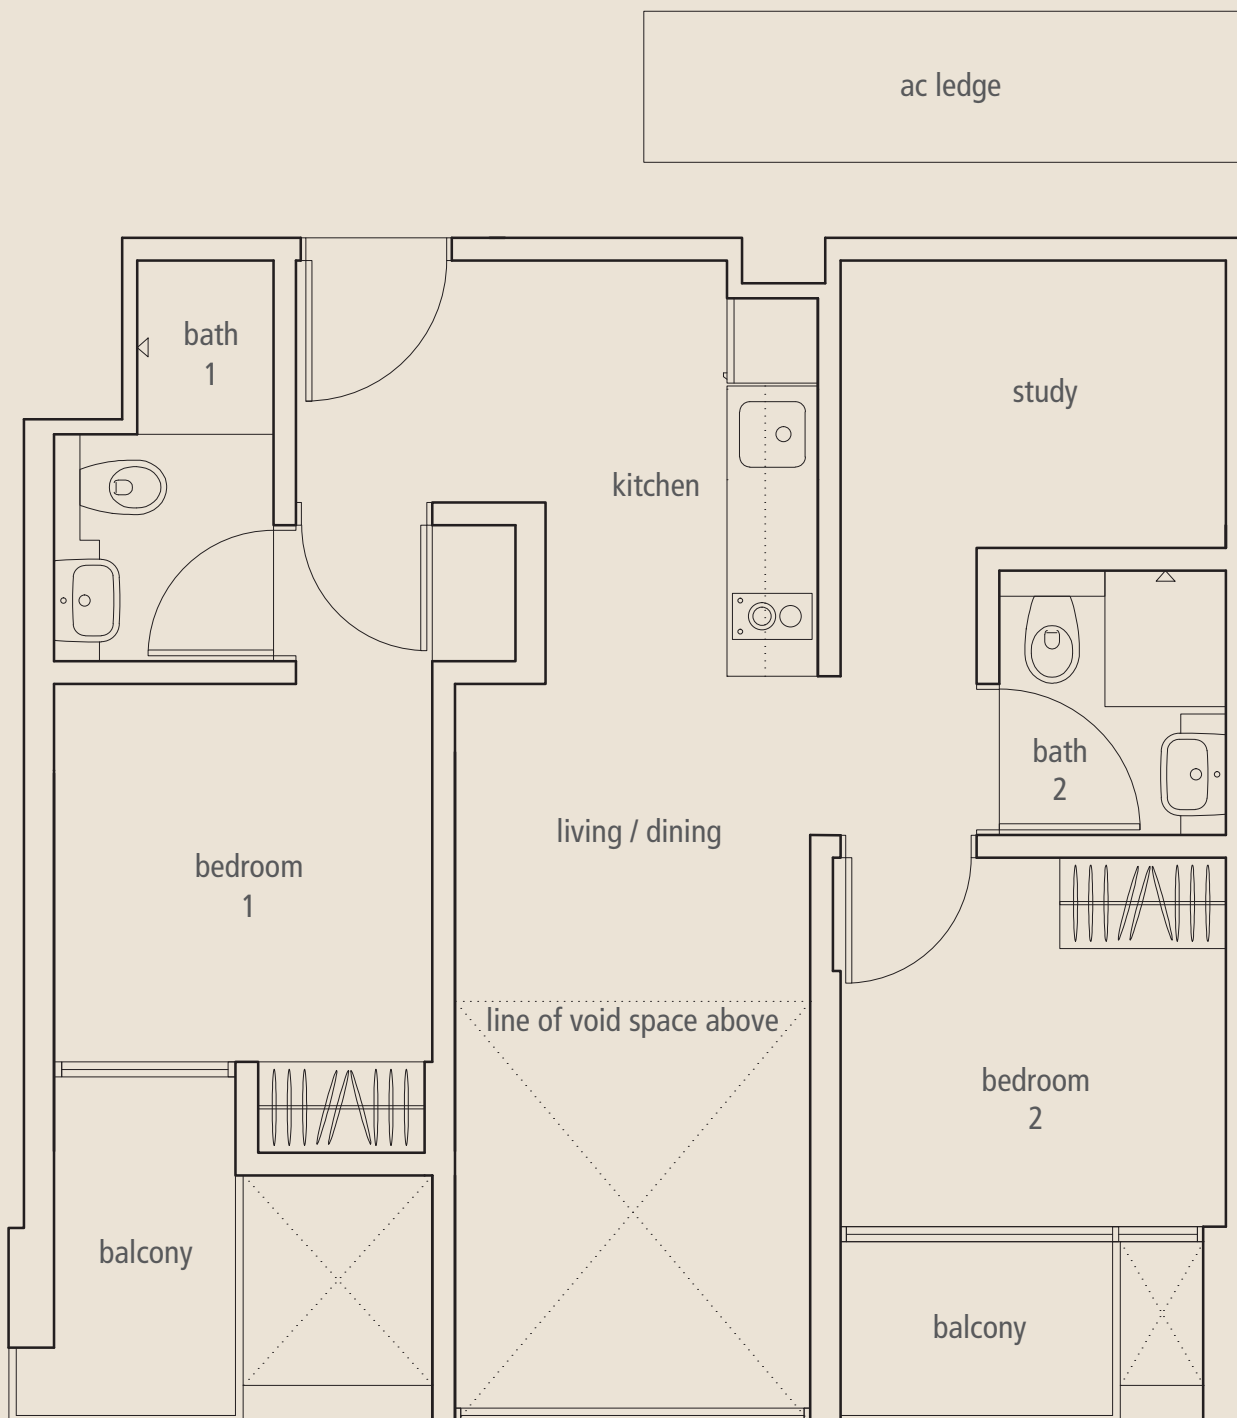 ac ledge
bath
1
study
kitchen
bath
2
living / dining
bedroom
1
line of void space above
bedroom
2
balcony
balcony